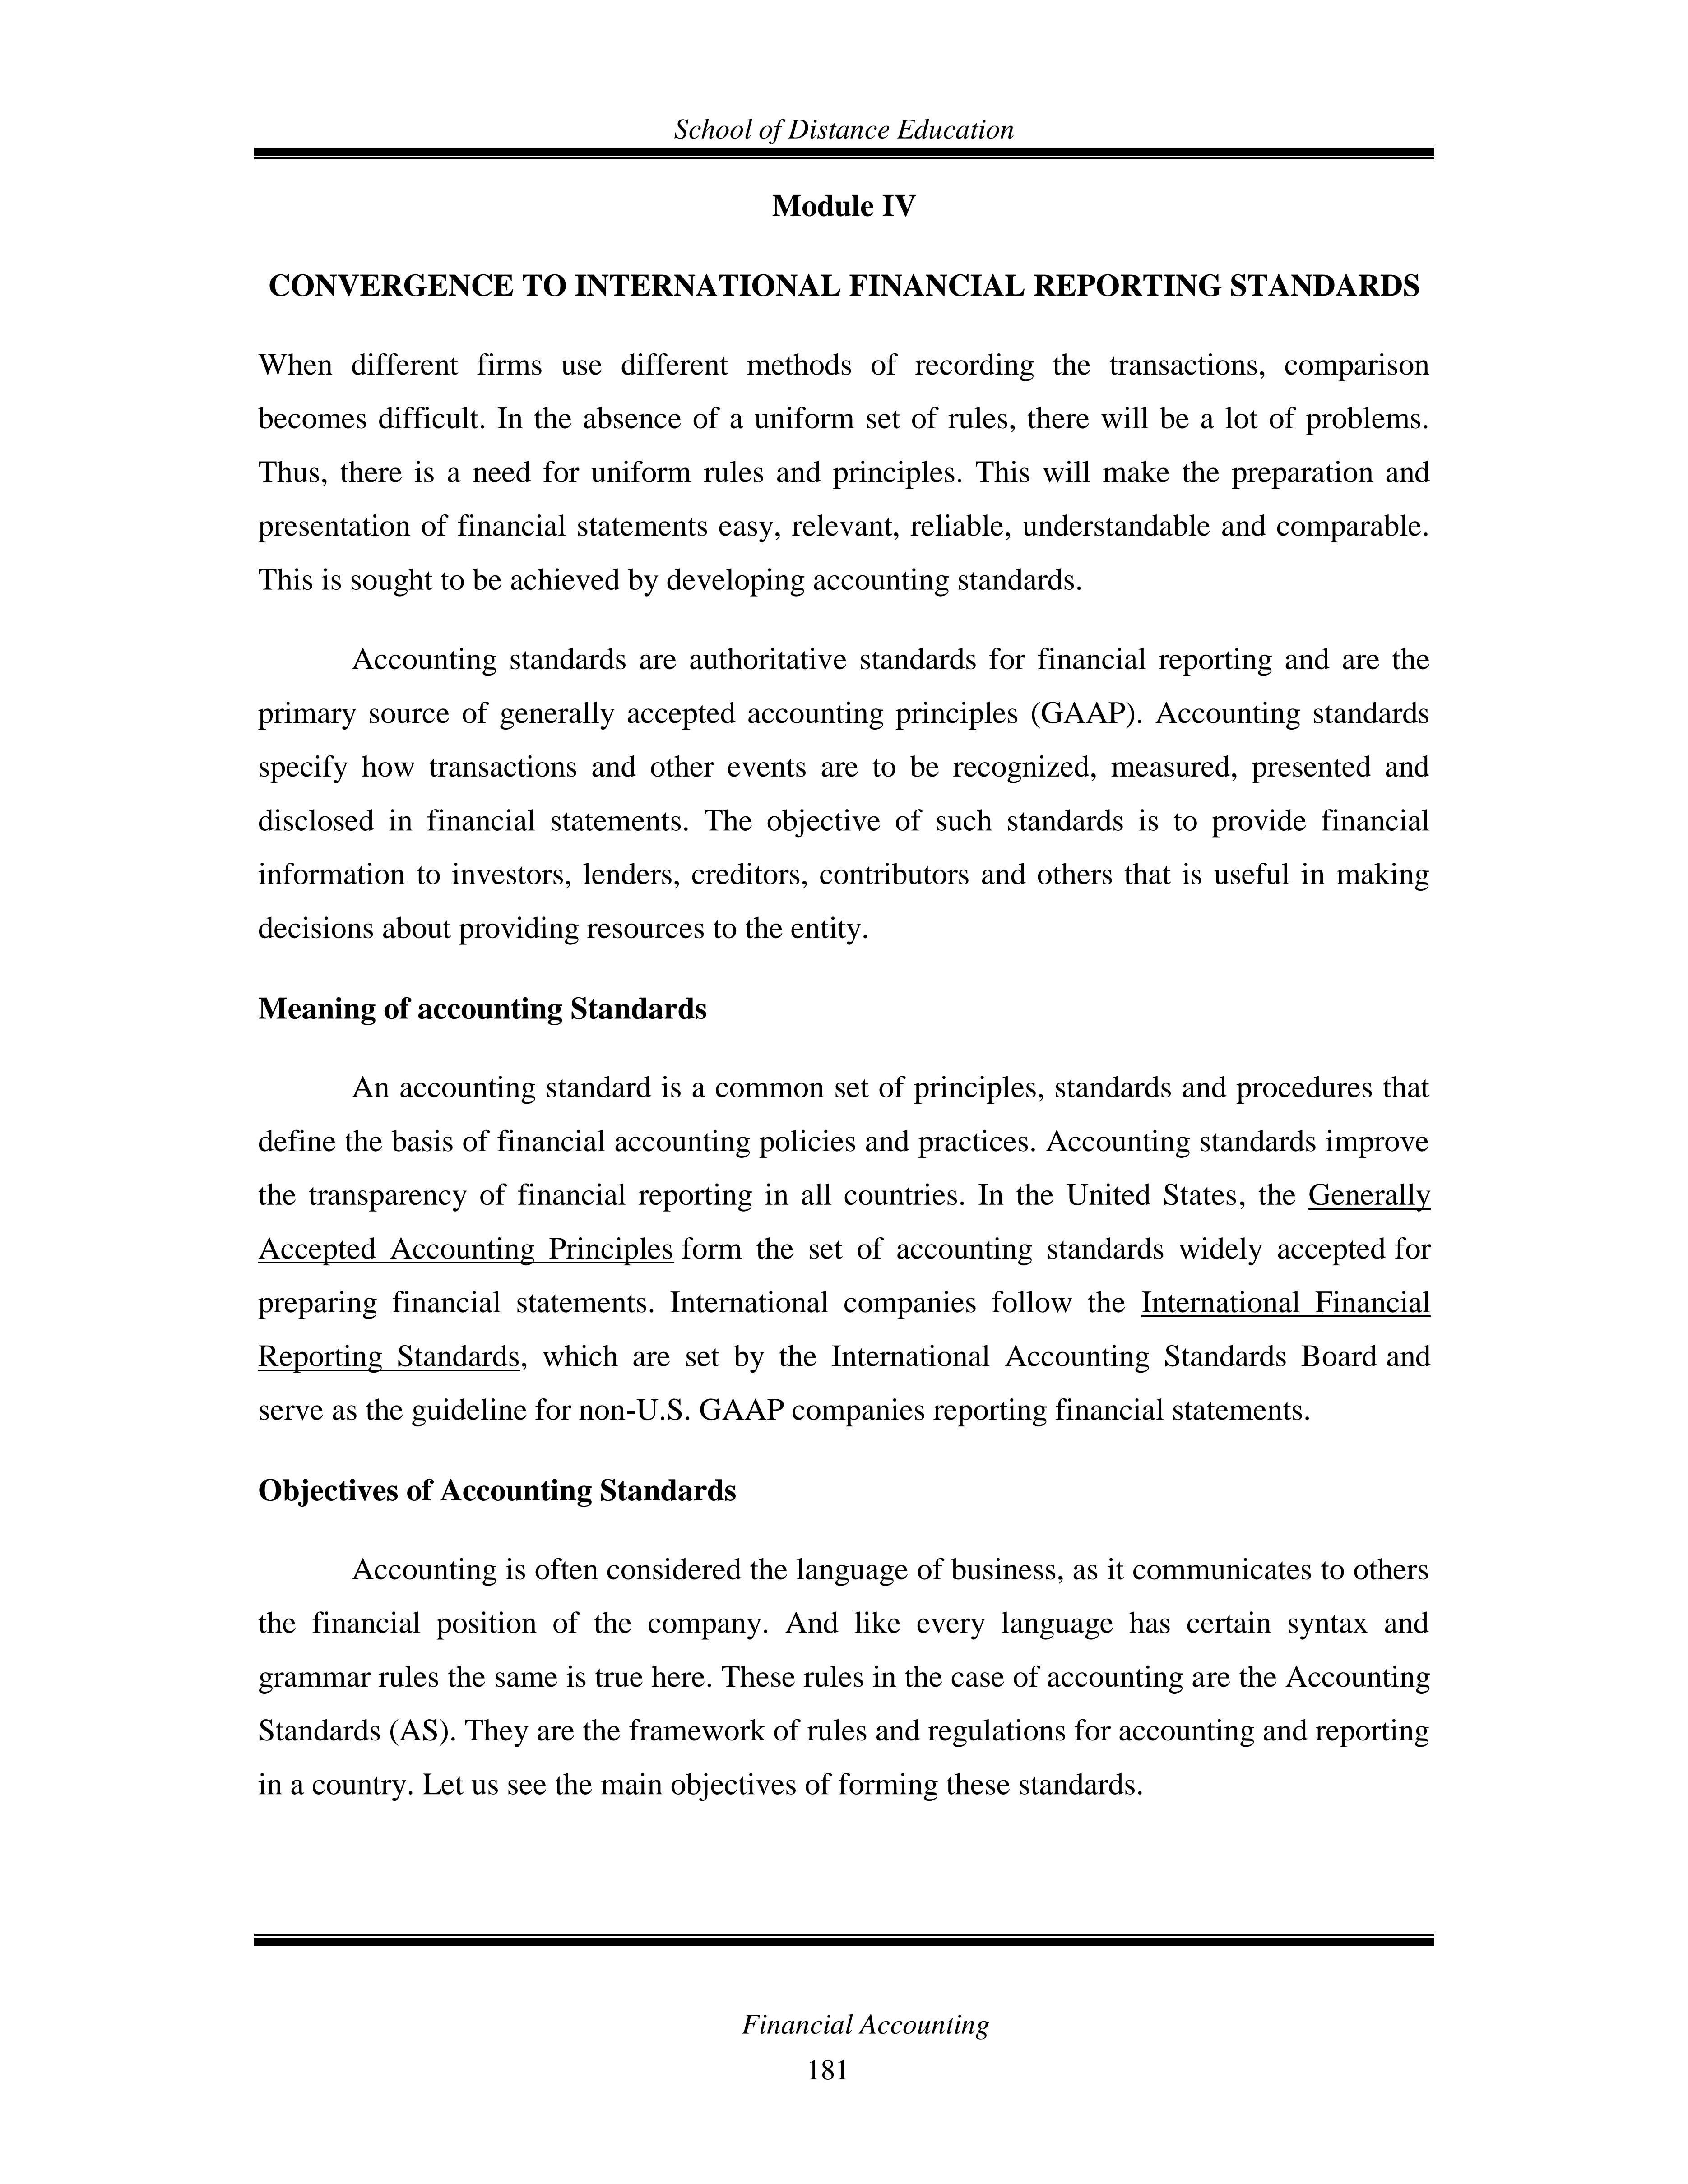 School of Distance Education
Module IV
CONVERGENCE TO INTERNATIONAL FINANCIAL REPORTING STANDARDS
When different firms use different methods of recording the transactions, comparison
becomes difficult. In the absence of a uniform set of rules, there will be a lot of problems.
Thus, there is a need for uniform rules and principles. This will make the preparation and
presentation of financial statements easy, relevant, reliable, understandable and comparable.
This is sought to be achieved by developing accounting standards.
Accounting standards are authoritative standards for financial reporting and are the
primary source of generally accepted accounting principles (GAAP). Accounting standards
specify how transactions and other events are to be recognized, measured, presented and
disclosed in financial statements. The objective of such standards is to provide financial
information to investors, lenders, creditors, contributors and others that is useful in making
decisions about providing resources to the entity.
Meaning of accounting Standards
An accounting standard is a common set of principles, standards and procedures that
define the basis of financial accounting policies and practices. Accounting standards improve
the transparency of financial reporting in all countries. In the United States, the Generally
Accepted Accounting Principles form the set of accounting standards widely accepted for
preparing financial statements. International companies follow the International Financial
Reporting Standards, which are set by the International Accounting Standards Board and
serve as the guideline for non-U.S. GAAP companies reporting financial statements.
Objectives of Accounting Standards
Accounting is often considered the language of business, as it communicates to others
the financial position of the company. And like every language has certain syntax and
grammar rules the same is true here. These rules in the case of accounting are the Accounting
Standards (AS). They are the framework of rules and regulations for accounting and reporting
in a country. Let us see the main objectives of forming these standards.
Financial Accounting
181